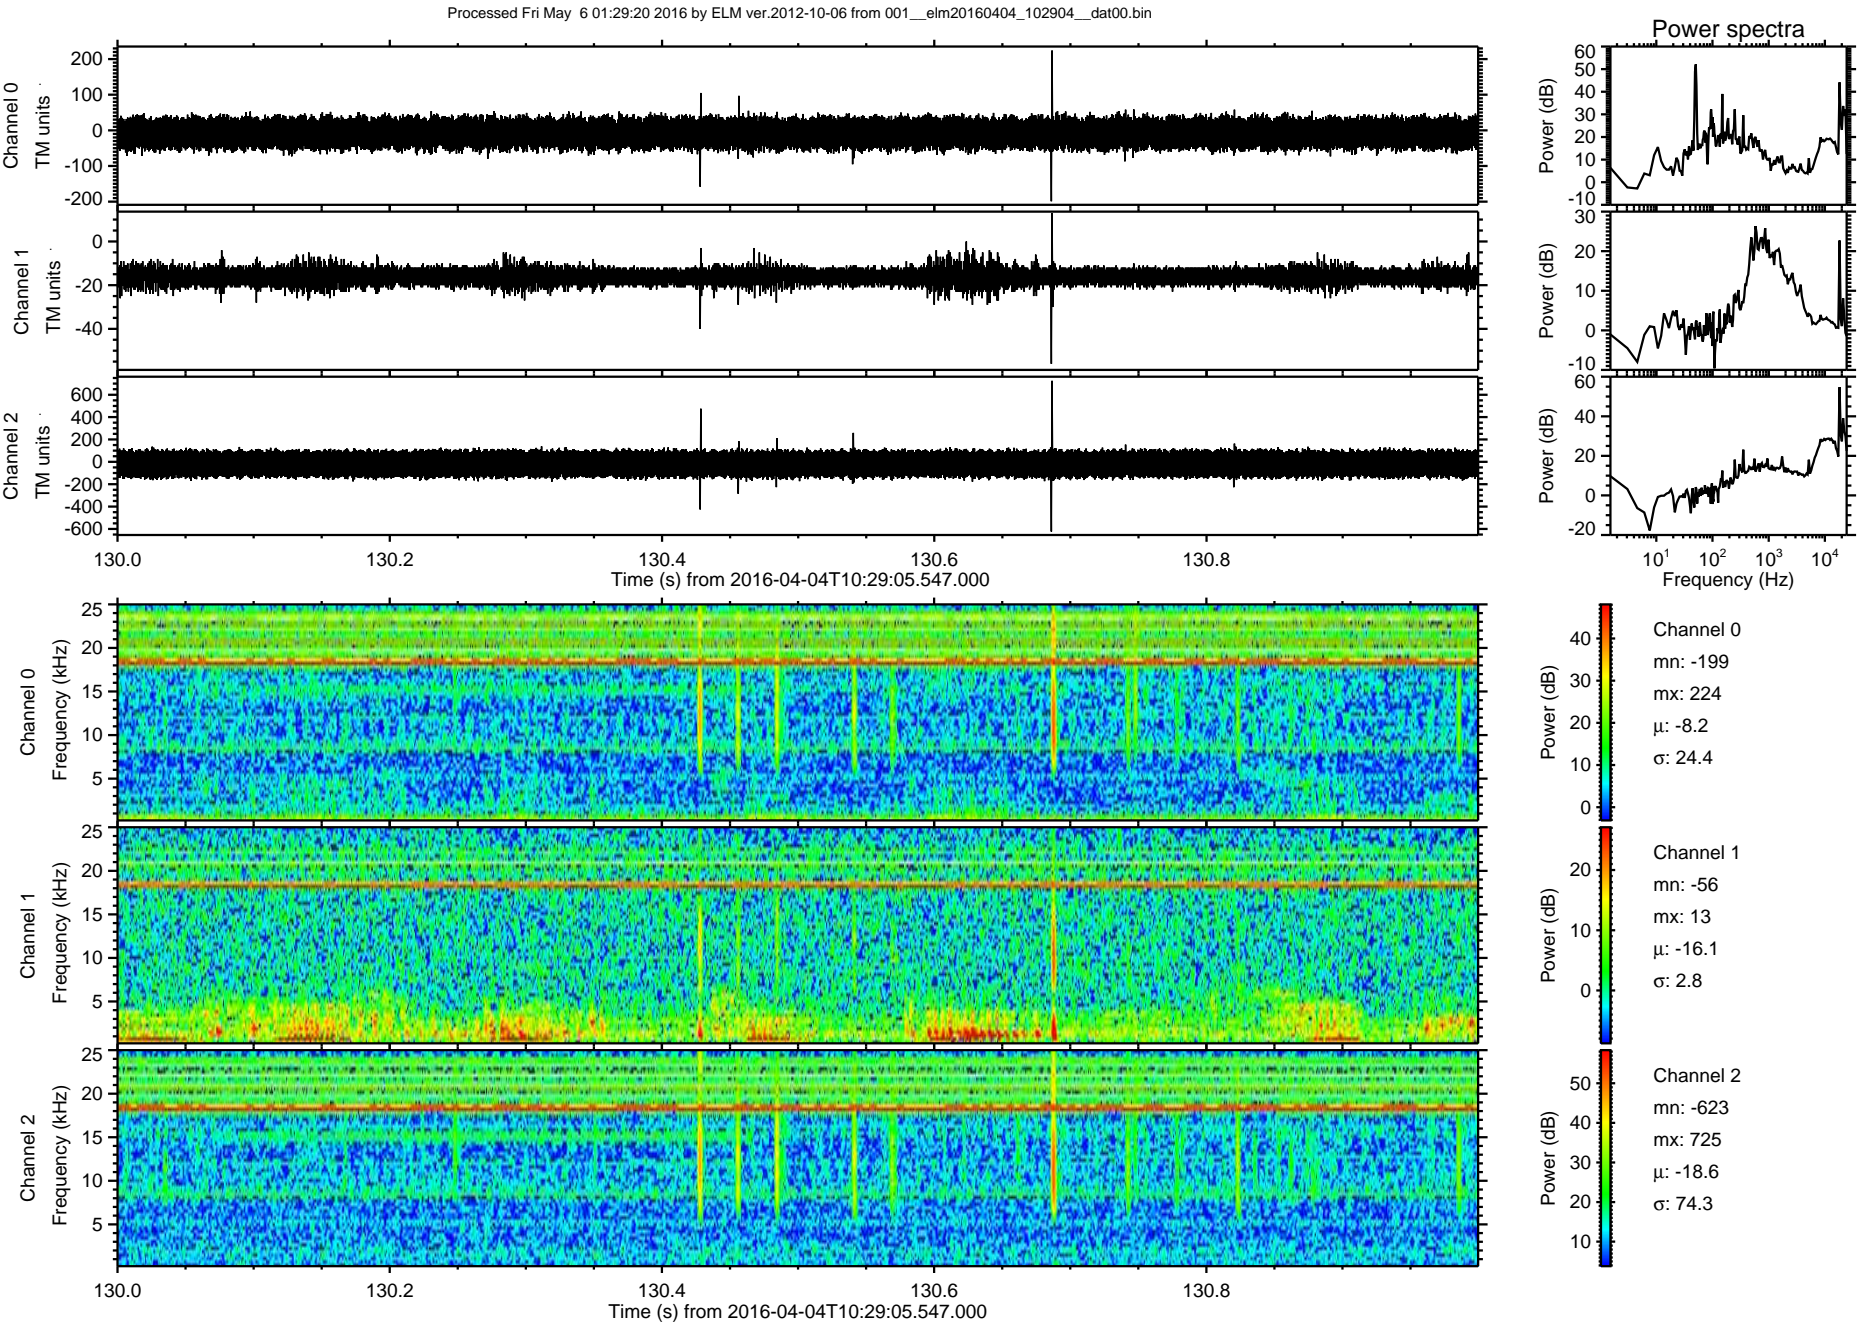 Processed Fri May  6 01:29:20 2016 by ELM ver.2012-10-06 from 001__elm20160404_102904__dat00.bin
Power spectra
Channel 0
TM units
200
100
0
-100
-200
Power (dB)
60
50
40
30
20
10
0
-10
Channel 1
TM units
0
-20
-40
Power (dB)
30
20
10
0
-10
Channel 2
TM units
600
400
200
0
-200
-400
-600
Power (dB)
60
40
20
0
-20
130.0 130.2 130.4 130.6 130.8
Time (s) from 2016-04-04T10:29:05.547.000
10¹ 10² 10³ 10⁴
Frequency (Hz)
Channel 0
Frequency (kHz)
25
20
15
10
5
Power (dB)
40
30
20
10
0
Channel 0
mn: -199
mx: 224
μ: -8.2
σ: 24.4
Channel 1
Frequency (kHz)
25
20
15
10
5
Power (dB)
20
10
0
Channel 1
mn: -56
mx: 13
μ: -16.1
σ: 2.8
Channel 2
Frequency (kHz)
25
20
15
10
5
Power (dB)
50
40
30
20
10
Channel 2
mn: -623
mx: 725
μ: -18.6
σ: 74.3
130.0 130.2 130.4 130.6 130.8
Time (s) from 2016-04-04T10:29:05.547.000